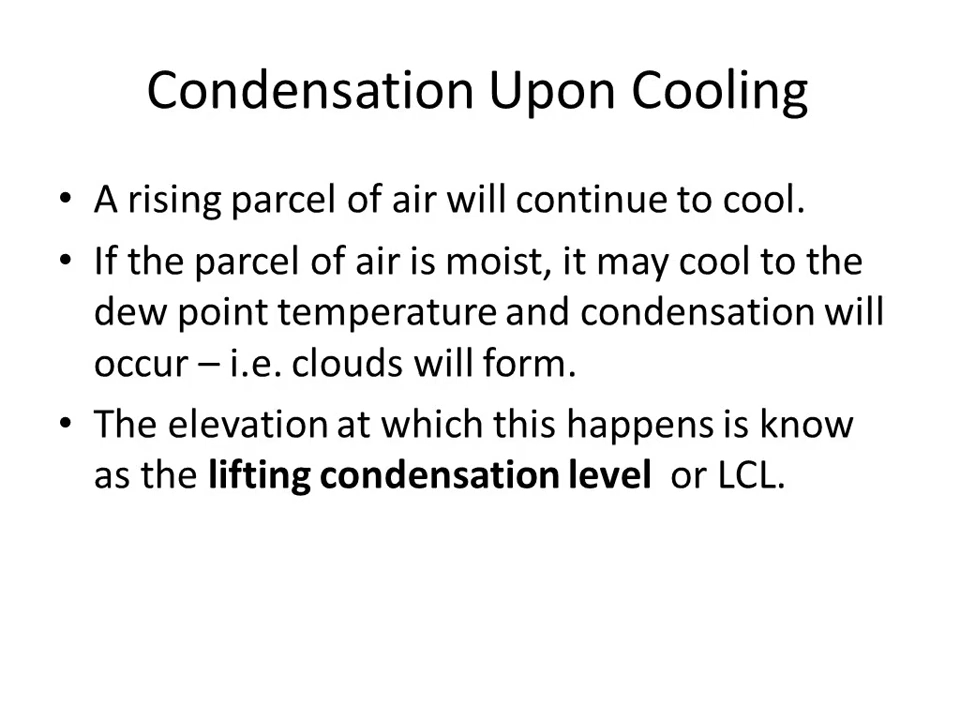 Condensation Upon Cooling
• A rising parcel of air will continue to cool.
• If the parcel of air is moist, it may cool to the
dew point temperature and condensation will
occur – i.e. clouds will form.
• The elevation at which this happens is know
as the lifting condensation level  or LCL.